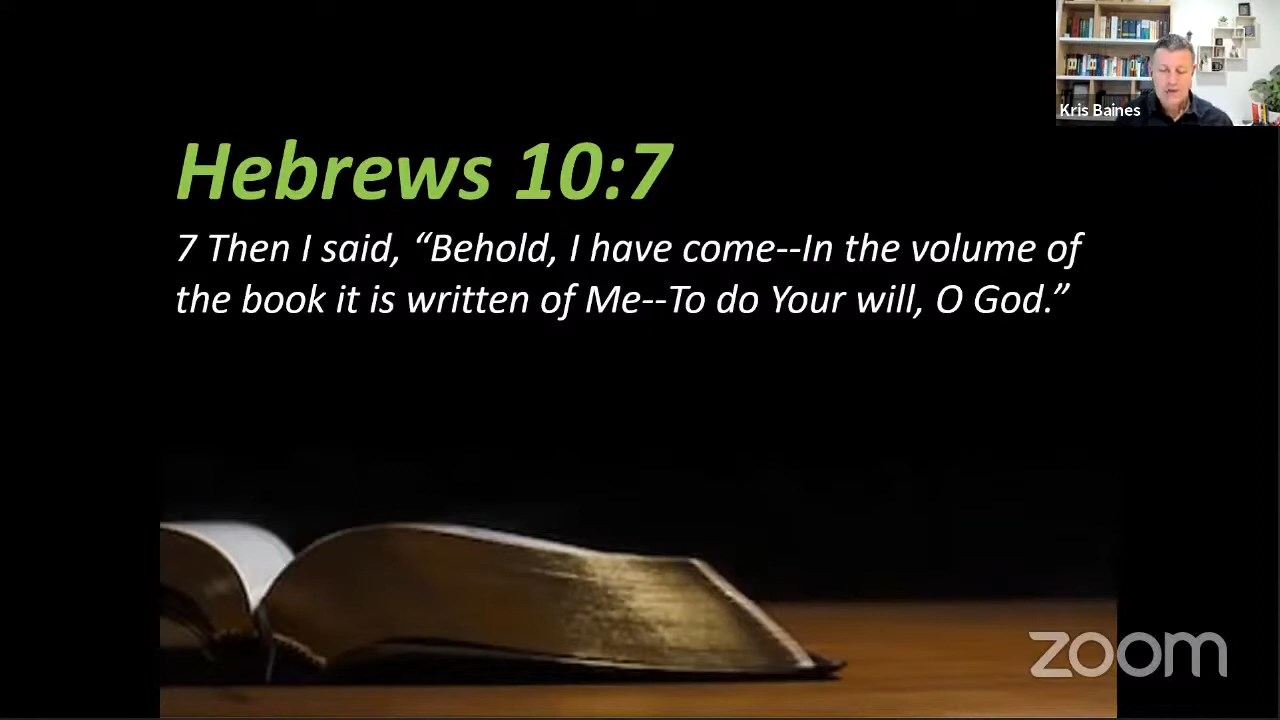 Kris Baines
Hebrews 10:7
7 Then I said, “Behold, I have come--In the volume of
the book it is written of Me--To do Your will, O God.”
zoom